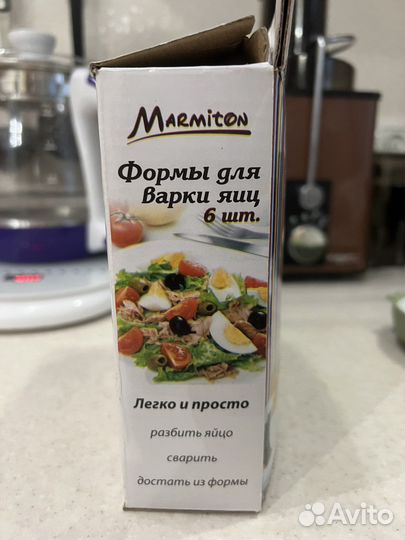 MARMITON
Формы для
варки яиц
6 шт.
Легко и просто
разбить яйцо
сварить
достать из формы
Avito